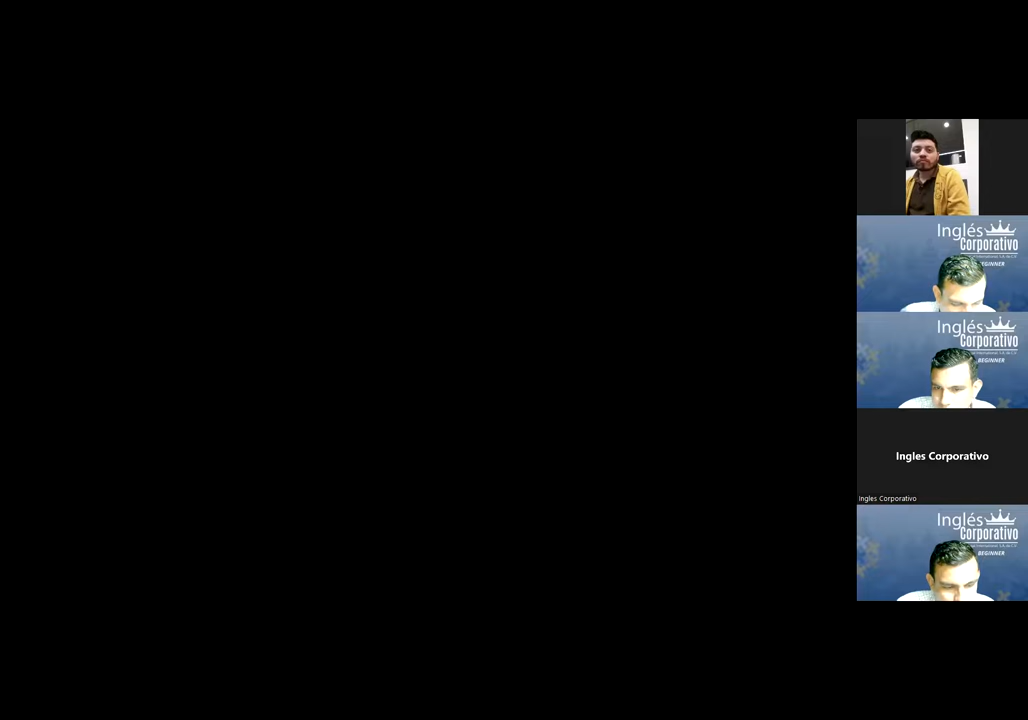 Inglés
Corporativo
BEGINNER
Inglés
Corporativo
BEGINNER
Ingles Corporativo
Ingles Corporativo
Inglés
Corporativo
BEGINNER